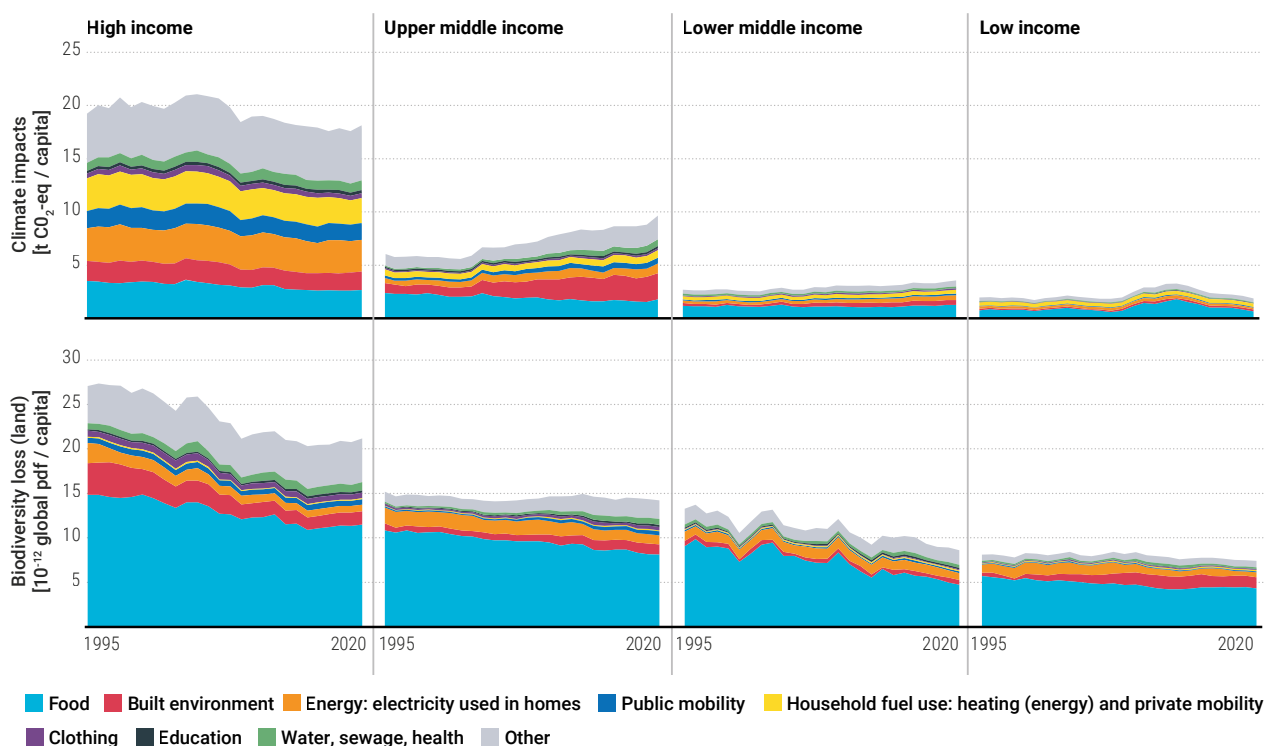 High income
Upper middle income
Lower middle income
Low income
Climate impacts
[t CO₂-eq / capita]
25
20
15
10
5
Biodiversity loss (land)
[10⁻¹² global pdf / capita]
30
25
20
15
10
5
1995
2020
1995
2020
1995
2020
Food
Built environment
Energy: electricity used in homes
Public mobility
Household fuel use: heating (energy) and private mobility
Clothing
Education
Water, sewage, health
Other